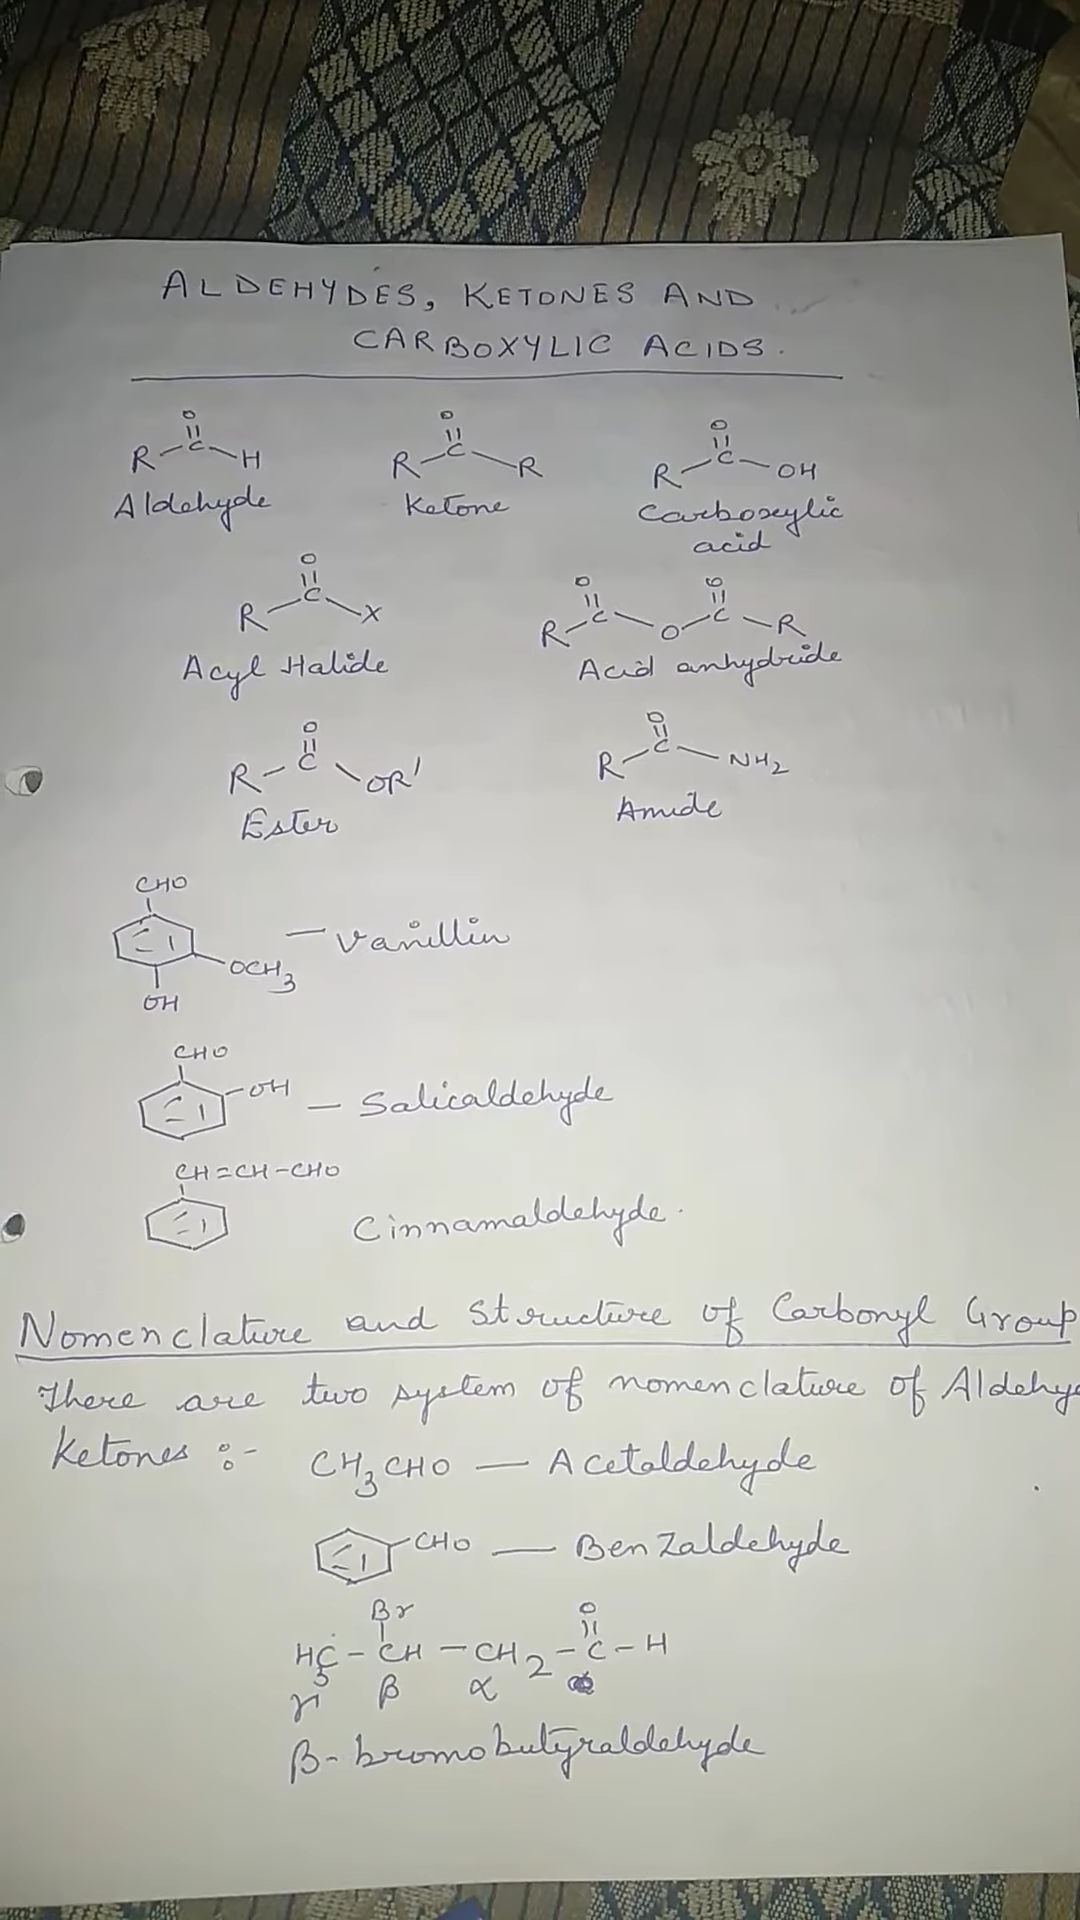 ALDEHYDES, KETONES AND
CARBOXYLIC ACIDS.
O O O
R-C-H R-C-R R-C-OH
Aldehyde Ketone Carboxylic
acid
O O O
R-C-X R-C-O-C-R
Acyl Halide Acid anhydride
O O
R-C-OR' R-C-NH2
Ester Amide
CHO
— Vanillin
OCH3
OH
CHO
OH — Salicaldehyde
CH=CH-CHO
Cinnamaldehyde.
Nomenclature and Structure of Carbonyl Group
There are two system of nomenclature of Aldehy
Ketones :- CH3CHO — Acetaldehyde
CHO — Benzaldehyde
Br O
H3C-CH-CH2-C-H
γ β α
β-bromobutyraldehyde